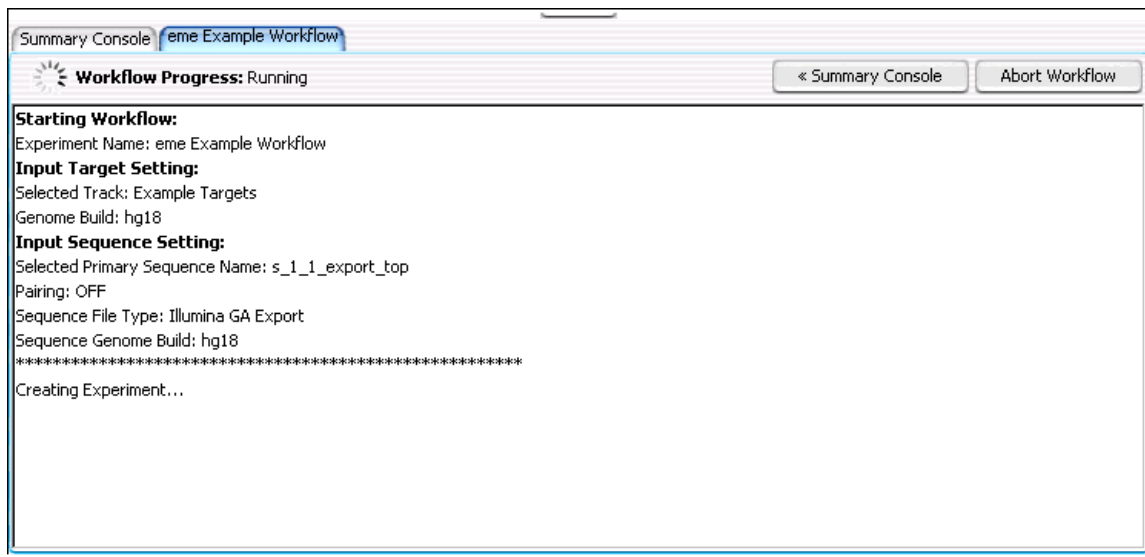 Summary Console eme Example Workflow
Workflow Progress: Running « Summary Console Abort Workflow
Starting Workflow:
Experiment Name: eme Example Workflow
Input Target Setting:
Selected Track: Example Targets
Genome Build: hg18
Input Sequence Setting:
Selected Primary Sequence Name: s_1_1_export_top
Pairing: OFF
Sequence File Type: Illumina GA Export
Sequence Genome Build: hg18
*******************************************************
Creating Experiment...